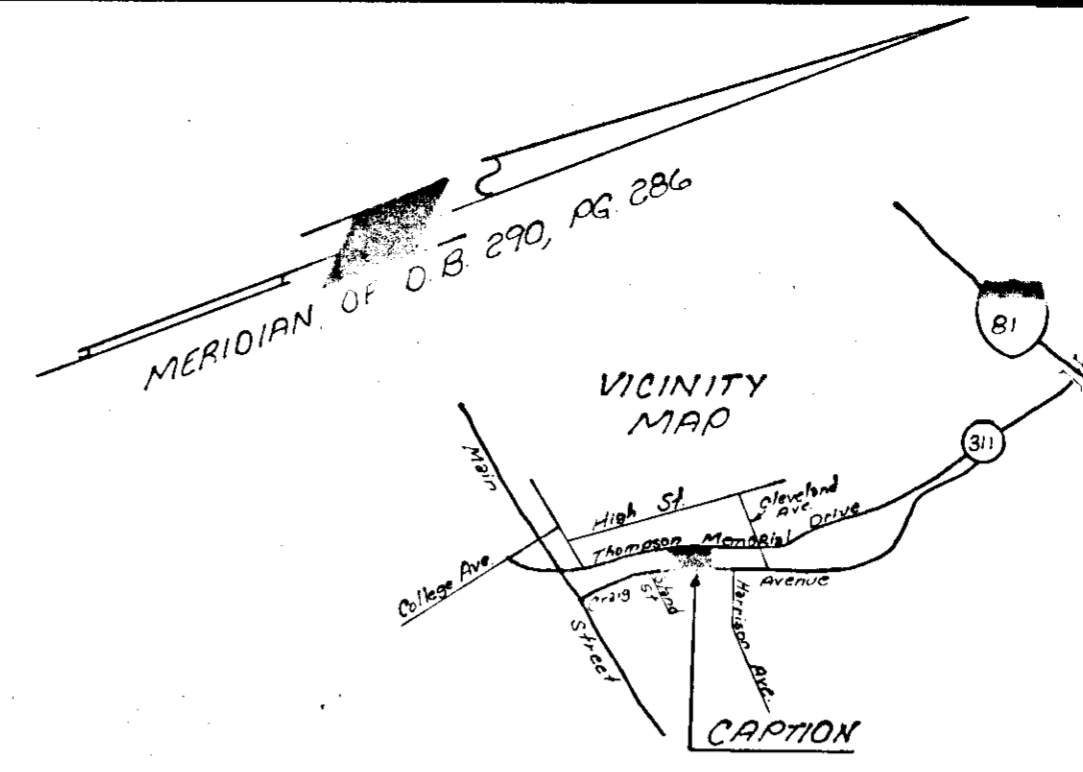 MERIDIAN OF D.B. 290, PG. 286
81
VICINITY
MAP
311
Main
Street
High St.
Cleveland
Ave.
Thompson Memorial Drive
College Ave.
Craig
Avenue
St
Harrison Ave.
CAPTION